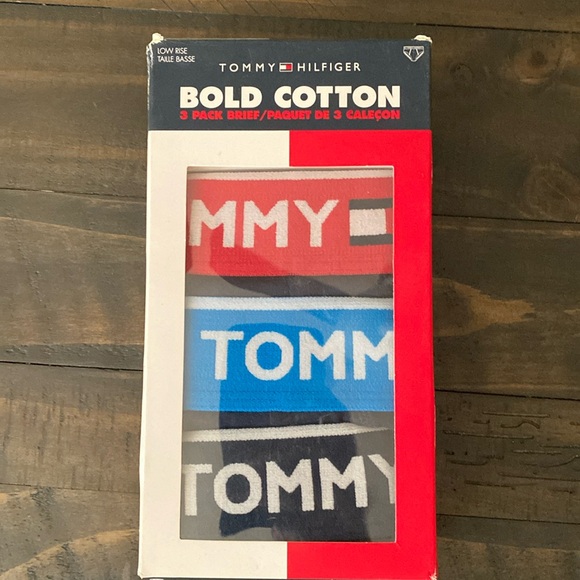 LOW RISE
TAILLE BASSE
TOMMY HILFIGER
BOLD COTTON
3 PACK BRIEF/PAQUET DE 3 CALEÇON
MMY
TOMM
TOMMY